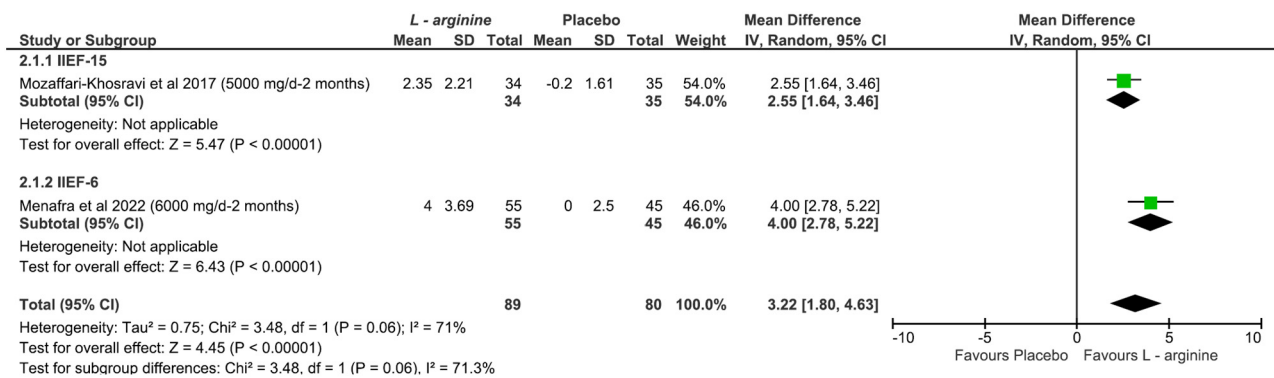 L - arginine Placebo Mean Difference Mean Difference
Study or Subgroup Mean SD Total Mean SD Total Weight IV, Random, 95% CI IV, Random, 95% CI
2.1.1 IIEF-15
Mozaffari-Khosravi et al 2017 (5000 mg/d-2 months) 2.35 2.21 34 -0.2 1.61 35 54.0% 2.55 [1.64, 3.46]
Subtotal (95% CI) 34 35 54.0% 2.55 [1.64, 3.46]
Heterogeneity: Not applicable
Test for overall effect: Z = 5.47 (P < 0.00001)
2.1.2 IIEF-6
Menafra et al 2022 (6000 mg/d-2 months) 4 3.69 55 0 2.5 45 46.0% 4.00 [2.78, 5.22]
Subtotal (95% CI) 55 45 46.0% 4.00 [2.78, 5.22]
Heterogeneity: Not applicable
Test for overall effect: Z = 6.43 (P < 0.00001)
Total (95% CI) 89 80 100.0% 3.22 [1.80, 4.63]
Heterogeneity: Tau² = 0.75; Chi² = 3.48, df = 1 (P = 0.06); I² = 71%
Test for overall effect: Z = 4.45 (P < 0.00001)
Test for subgroup differences: Chi² = 3.48, df = 1 (P = 0.06), I² = 71.3%
-10 -5 0 5 10
Favours Placebo Favours L - arginine